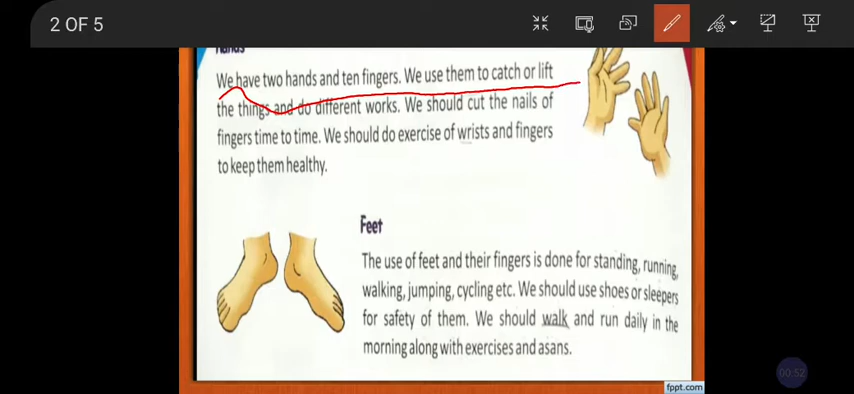 2 OF 5
Hands
We have two hands and ten fingers. We use them to catch or lift
the things and do different works. We should cut the nails of
fingers time to time. We should do exercise of wrists and fingers
to keep them healthy.
Feet
The use of feet and their fingers is done for standing, running,
walking, jumping, cycling etc. We should use shoes or sleepers
for safety of them. We should walk and run daily in the
morning along with exercises and asans.
00:52
fppt.com